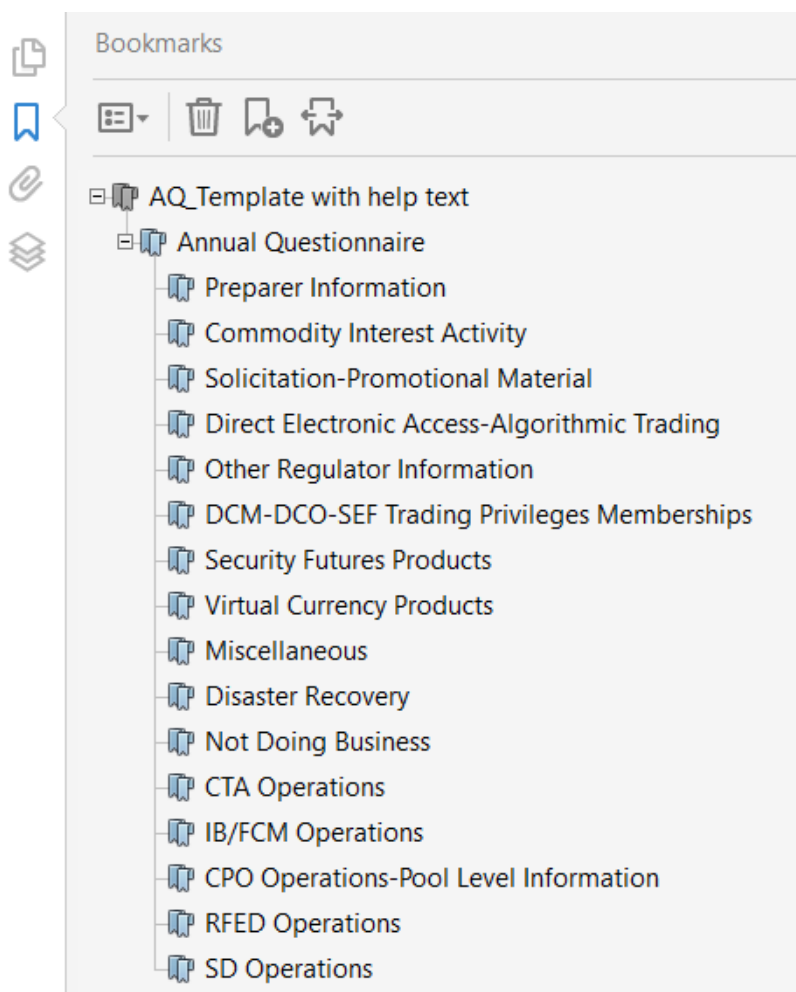 Bookmarks
AQ_Template with help text
Annual Questionnaire
Preparer Information
Commodity Interest Activity
Solicitation-Promotional Material
Direct Electronic Access-Algorithmic Trading
Other Regulator Information
DCM-DCO-SEF Trading Privileges Memberships
Security Futures Products
Virtual Currency Products
Miscellaneous
Disaster Recovery
Not Doing Business
CTA Operations
IB/FCM Operations
CPO Operations-Pool Level Information
RFED Operations
SD Operations